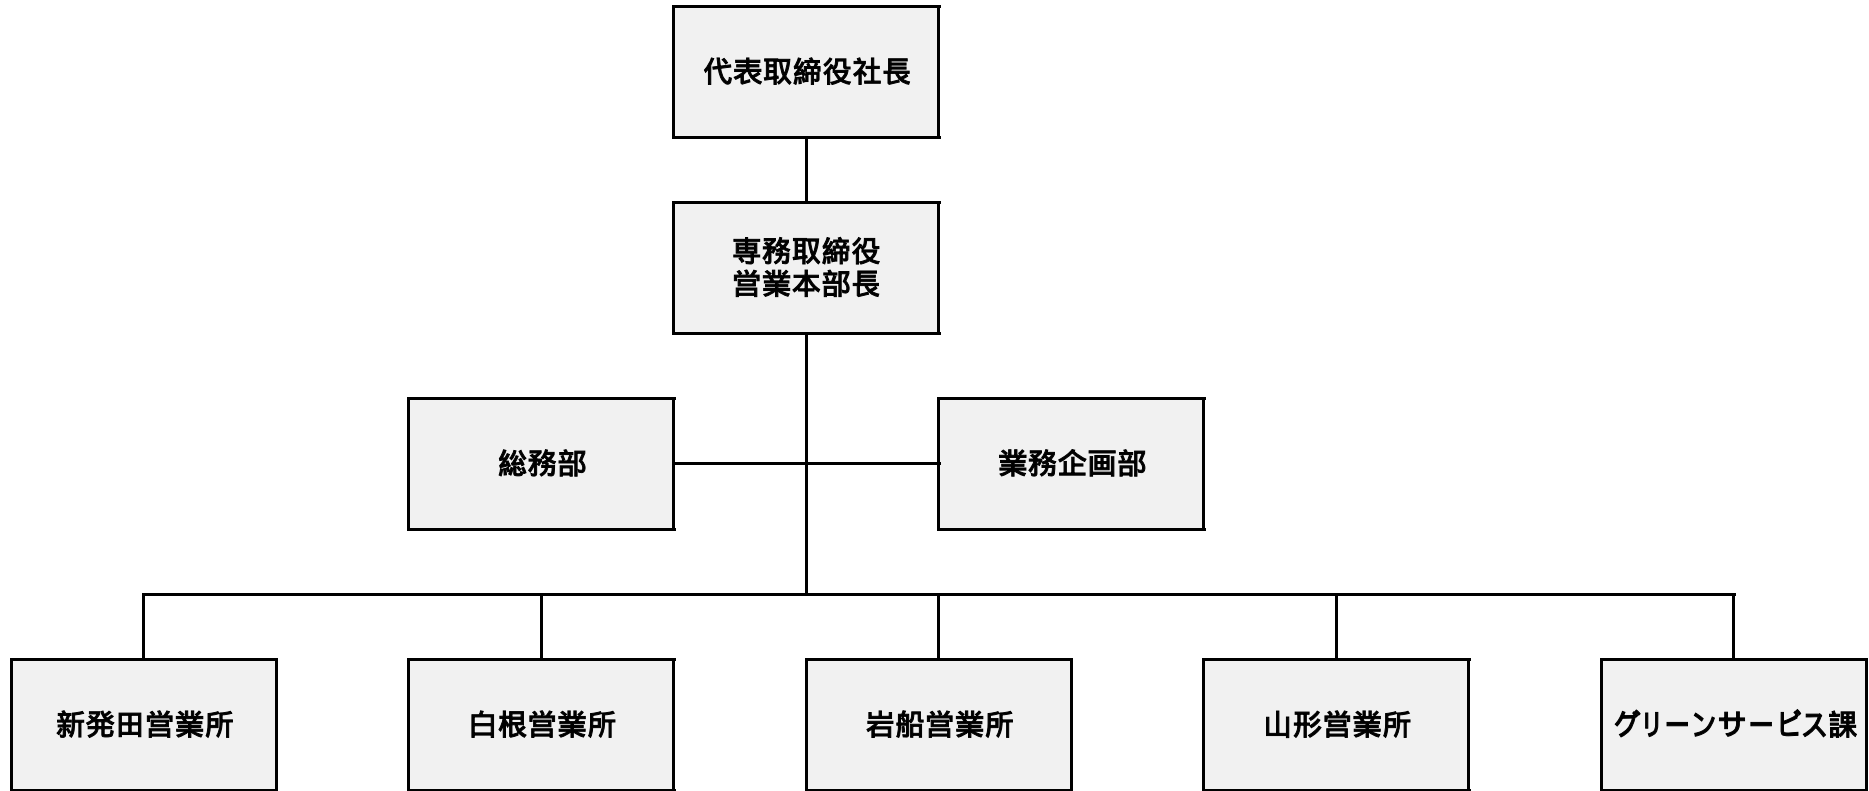 代表取締役社長
専務取締役
営業本部長
総務部
業務企画部
新発田営業所
白根営業所
岩船営業所
山形営業所
グリーンサービス課